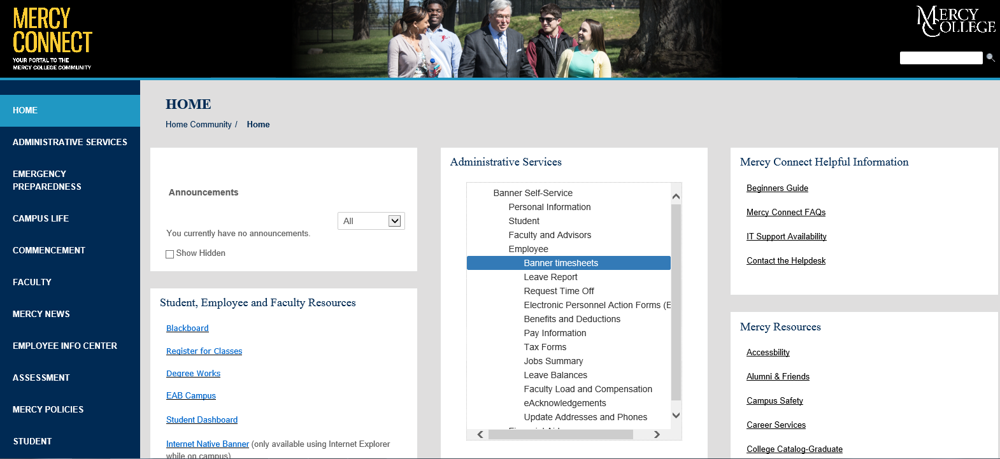 MERCY
CONNECT
YOUR PORTAL TO THE
MERCY COLLEGE COMMUNITY
MERCY
COLLEGE
HOME
ADMINISTRATIVE SERVICES
EMERGENCY
PREPAREDNESS
CAMPUS LIFE
COMMENCEMENT
FACULTY
MERCY NEWS
EMPLOYEE INFO CENTER
ASSESSMENT
MERCY POLICIES
STUDENT
HOME
Home Community / Home
Announcements
All
You currently have no announcements.
Show Hidden
Student, Employee and Faculty Resources
Blackboard
Register for Classes
Degree Works
EAB Campus
Student Dashboard
Internet Native Banner (only available using Internet Explorer
while on campus)
Administrative Services
Banner Self-Service
Personal Information
Student
Faculty and Advisors
Employee
Banner timesheets
Leave Report
Request Time Off
Electronic Personnel Action Forms (E
Benefits and Deductions
Pay Information
Tax Forms
Jobs Summary
Leave Balances
Faculty Load and Compensation
eAcknowledgements
Update Addresses and Phones
Mercy Connect Helpful Information
Beginners Guide
Mercy Connect FAQs
IT Support Availability
Contact the Helpdesk
Mercy Resources
Accessbility
Alumni & Friends
Campus Safety
Career Services
College Catalog-Graduate